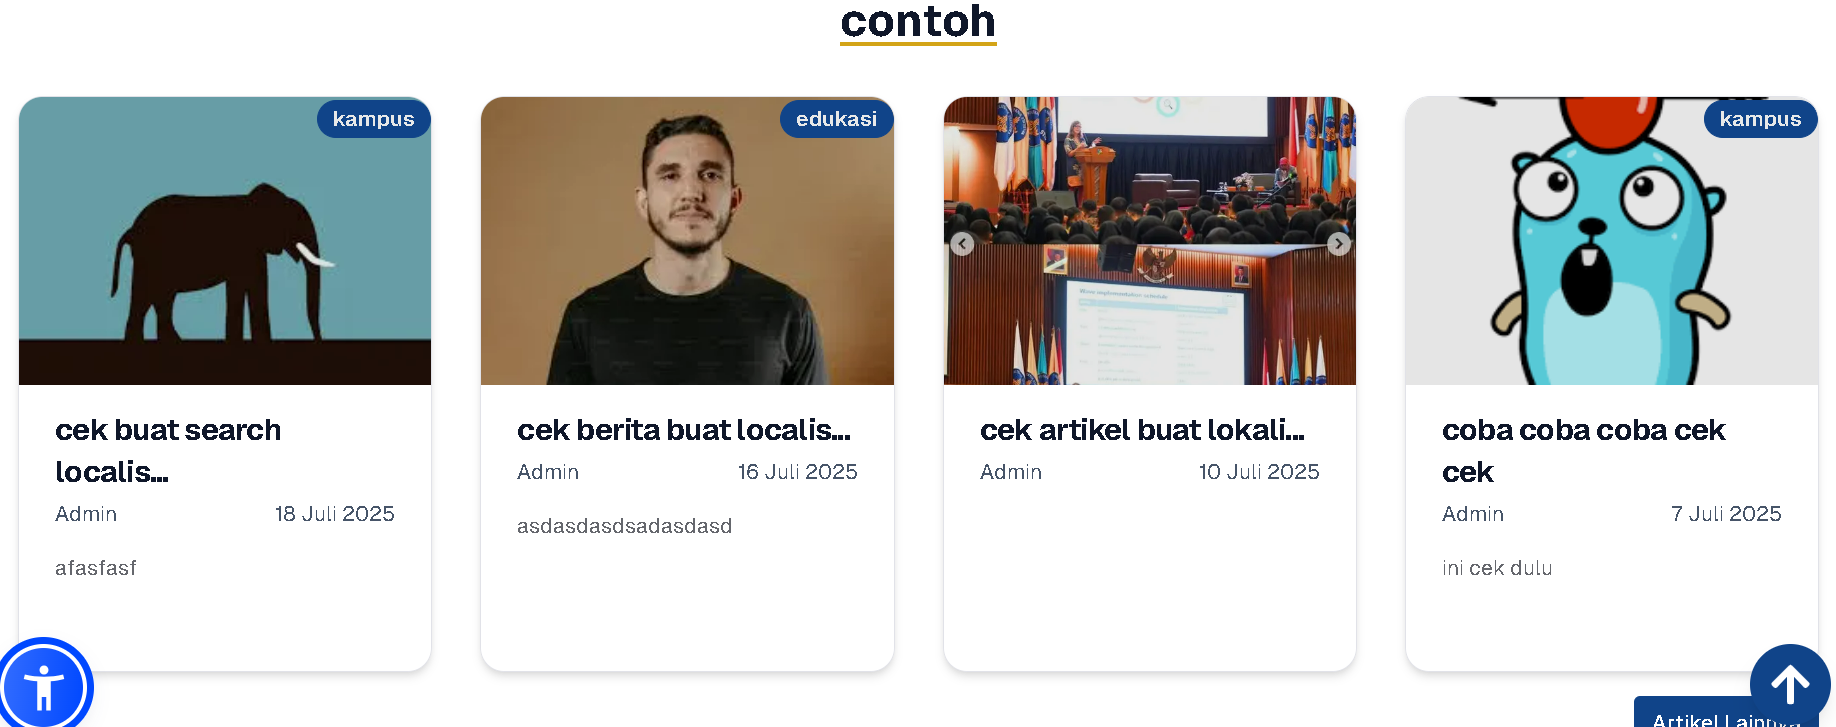 contoh
kampus
edukasi
kampus
cek buat search
localis...
Admin
18 Juli 2025
afasfasf
cek berita buat localis...
Admin
16 Juli 2025
asdasdasdsadasdasd
cek artikel buat lokali...
Admin
10 Juli 2025
coba coba coba cek
cek
Admin
7 Juli 2025
ini cek dulu
Artikel Lainnya